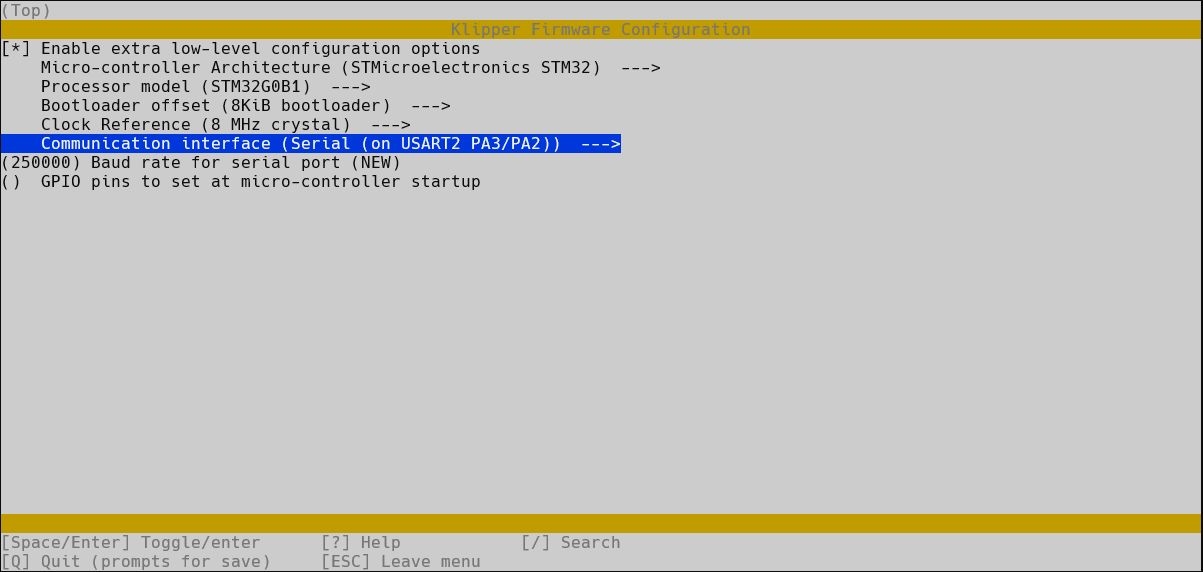 (Top)
Klipper Firmware Configuration
[*] Enable extra low-level configuration options
Micro-controller Architecture (STMicroelectronics STM32)  --->
Processor model (STM32G0B1)  --->
Bootloader offset (8KiB bootloader)  --->
Clock Reference (8 MHz crystal)  --->
Communication interface (Serial (on USART2 PA3/PA2))  --->
(250000) Baud rate for serial port (NEW)
()  GPIO pins to set at micro-controller startup
[Space/Enter] Toggle/enter      [?] Help            [/] Search
[Q] Quit (prompts for save)     [ESC] Leave menu